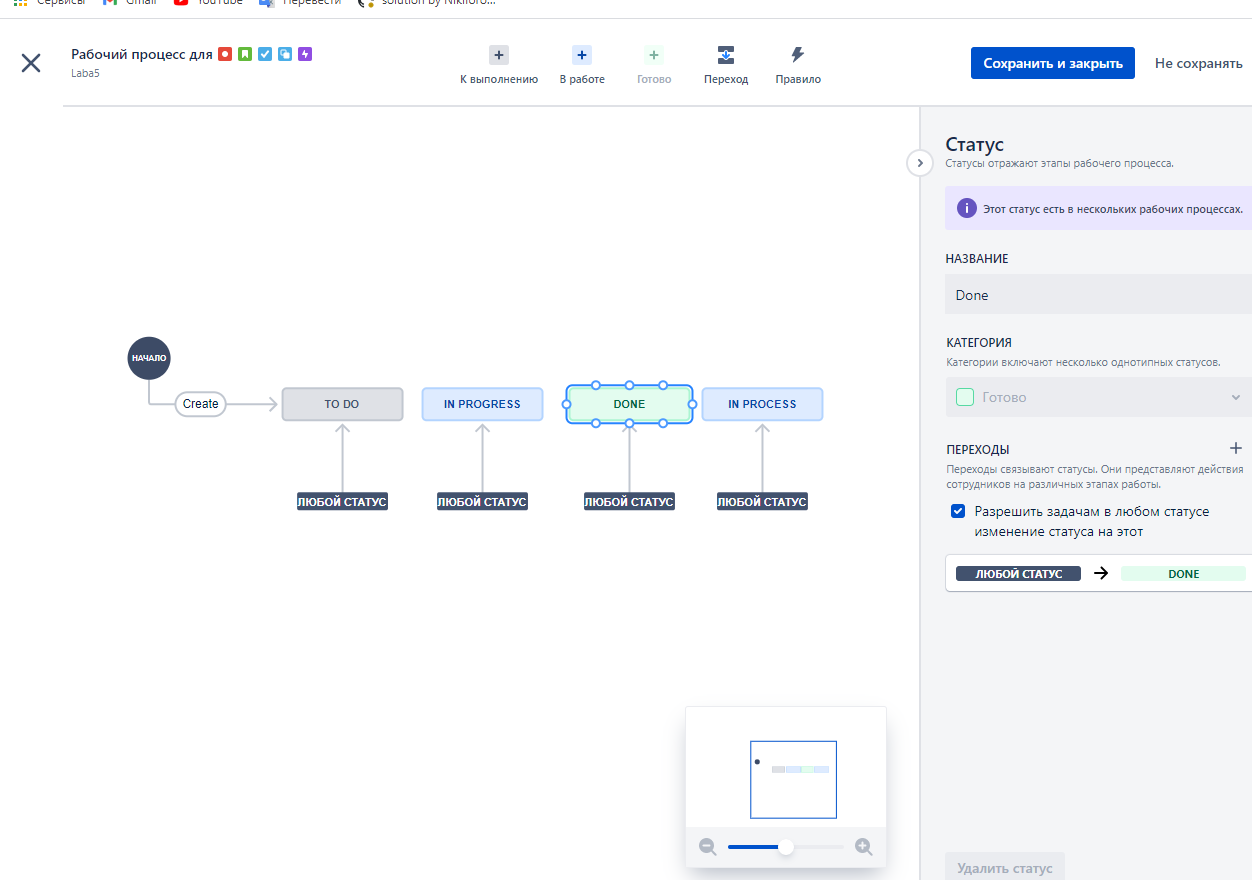 Сервисы Gmail YouTube Перевести solution by Nikiforo...
Рабочий процесс для
Laba5
К выполнению В работе Готово Переход Правило
Сохранить и закрыть Не сохранять
Статус
Статусы отражают этапы рабочего процесса.
Этот статус есть в нескольких рабочих процессах.
НАЗВАНИЕ
Done
КАТЕГОРИЯ
Категории включают несколько однотипных статусов.
Готово
ПЕРЕХОДЫ
Переходы связывают статусы. Они представляют действия
сотрудников на различных этапах работы.
Разрешить задачам в любом статусе
изменение статуса на этот
ЛЮБОЙ СТАТУС DONE
Удалить статус
НАЧАЛО
Create TO DO IN PROGRESS DONE IN PROCESS
ЛЮБОЙ СТАТУС ЛЮБОЙ СТАТУС ЛЮБОЙ СТАТУС ЛЮБОЙ СТАТУС